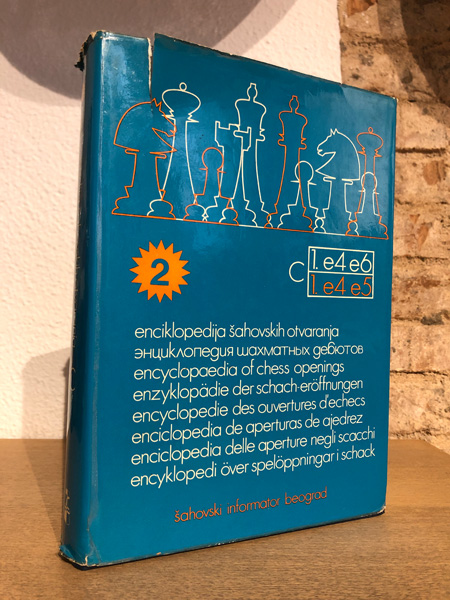 2
C
1. e4 e6
1. e4 e5
enciklopedija šahovskih otvaranja
энциклопедия шахматных дебютов
encyclopaedia of chess openings
enzyklopädie der schach-eröffnungen
encyclopedie des ouvertures d'echecs
enciclopedia de aperturas de ajedrez
enciclopedia delle aperture negli scacchi
encyklopedi över spelöppningar i schack
šahovski informator, beograd